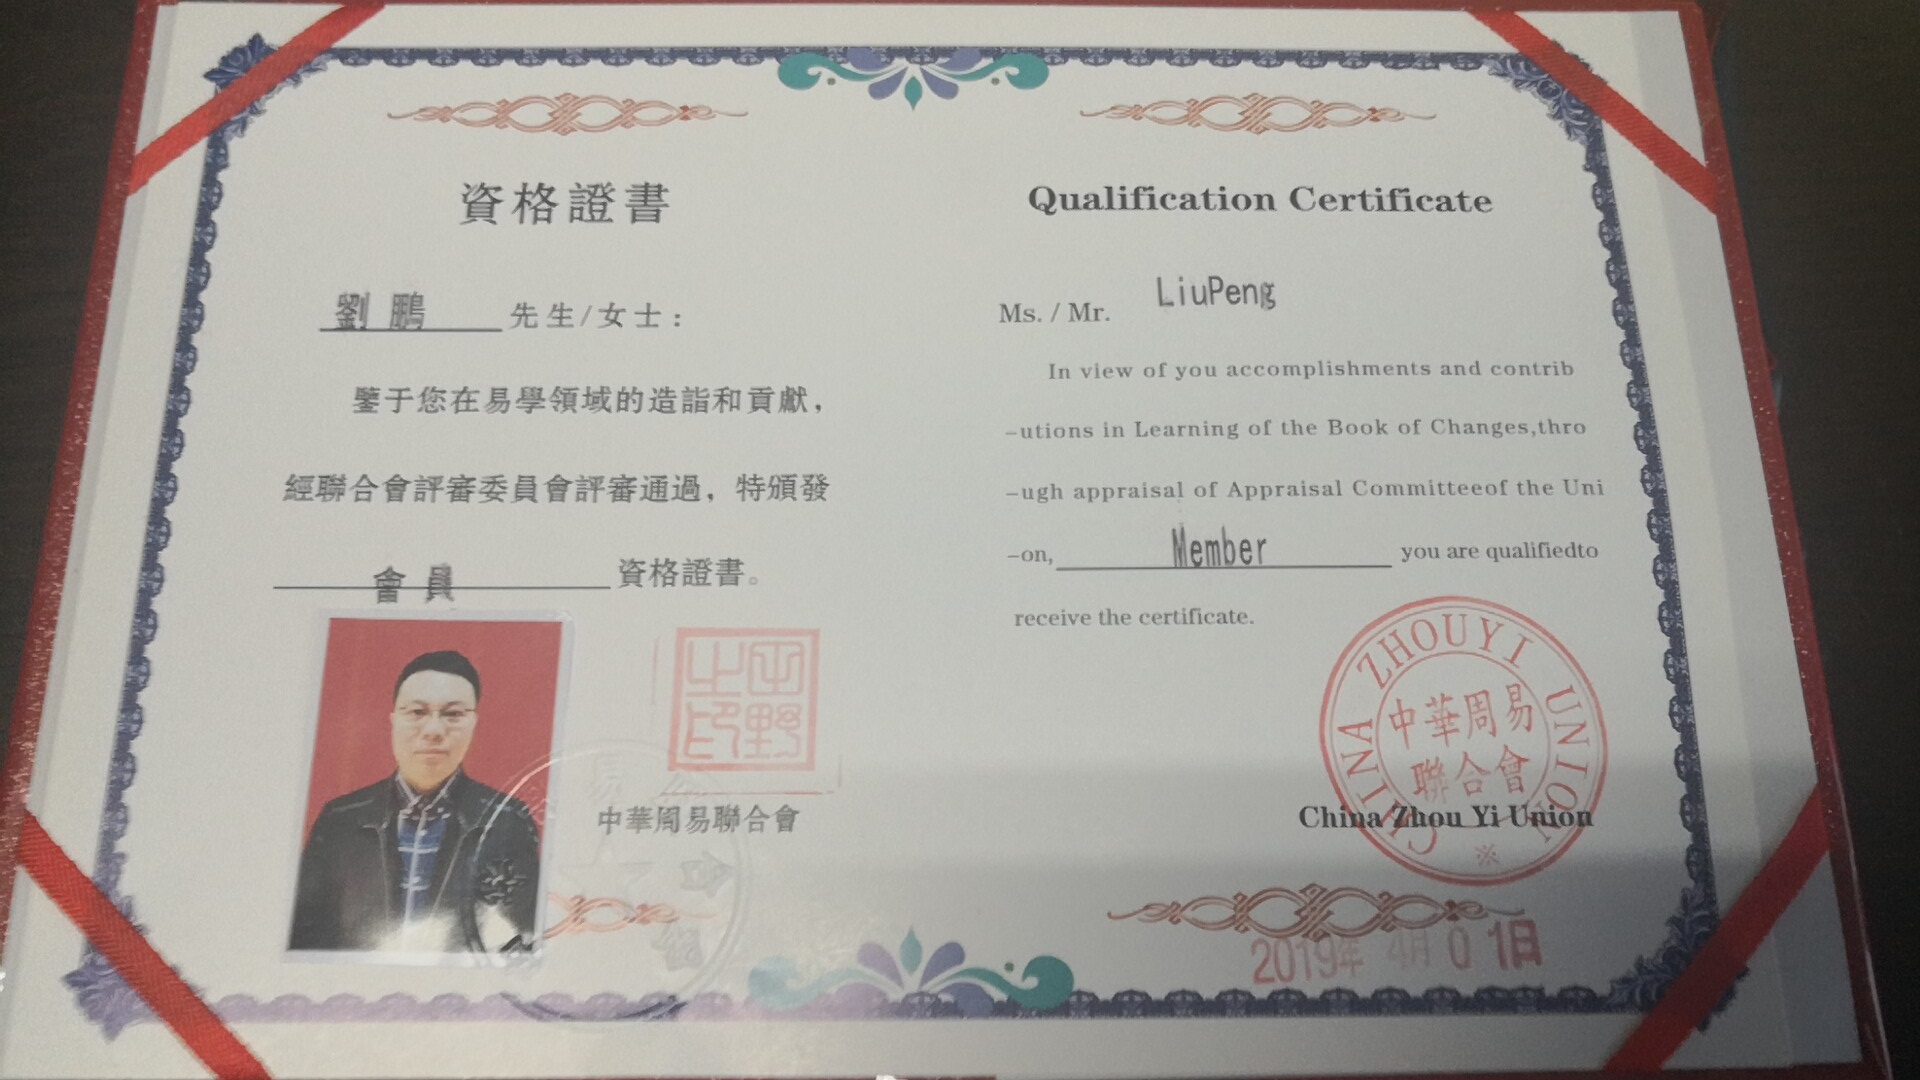 資格證書
劉鵬 先生/女士:
鑒于您在易學領域的造詣和貢獻,
經聯合會評審委員會評審通過,特頒發
會員 資格證書。
中華周易聯合會
Qualification Certificate
Ms. / Mr. LiuPeng
In view of you accomplishments and contrib
-utions in Learning of the Book of Changes,thro
-ugh appraisal of Appraisal Committeeof the Uni
-on, Member you are qualifiedto
receive the certificate.
CHINA ZHOUYI UNION
中華周易
聯合會
China Zhou Yi Union
2019年 4月 0 1日